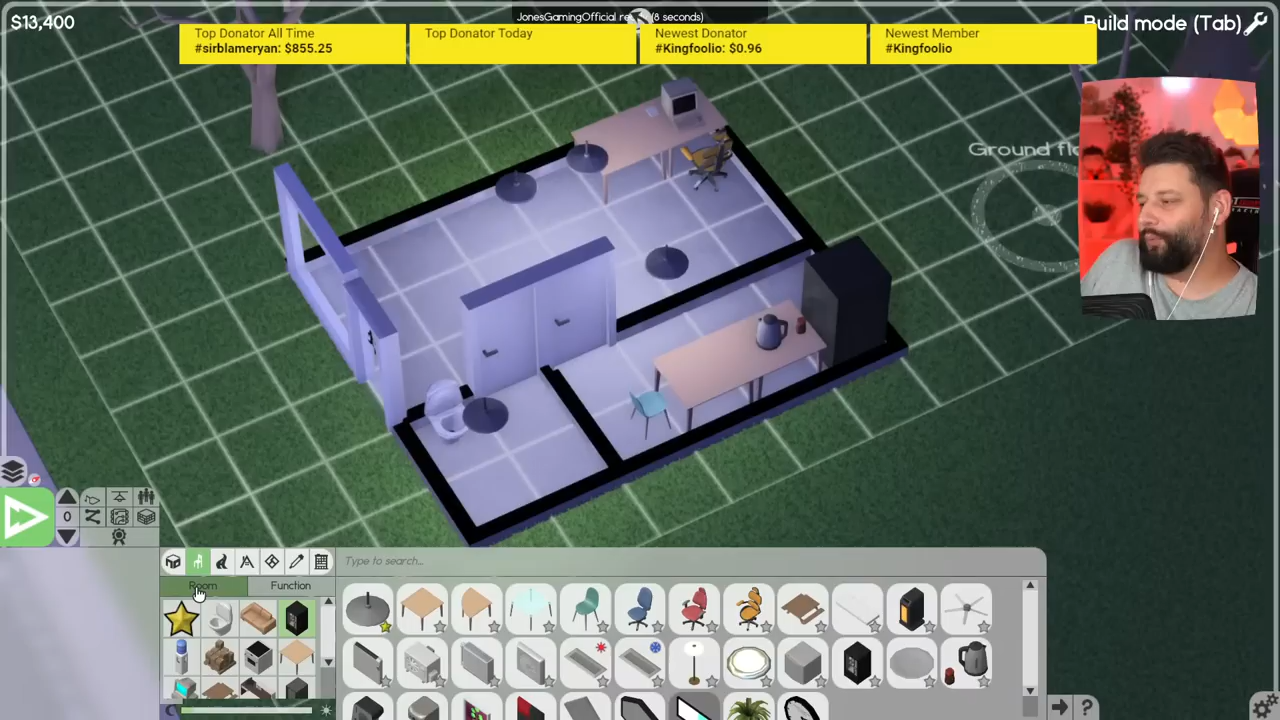 $13,400
JonesGamingOfficial
(8 seconds)
Build mode (Tab)
Top Donator All Time
#sirblameryan: $855.25
Top Donator Today
Newest Donator
#Kingfoolio: $0.96
Newest Member
#Kingfoolio
Ground
0
Type to search...
Room
Function
?